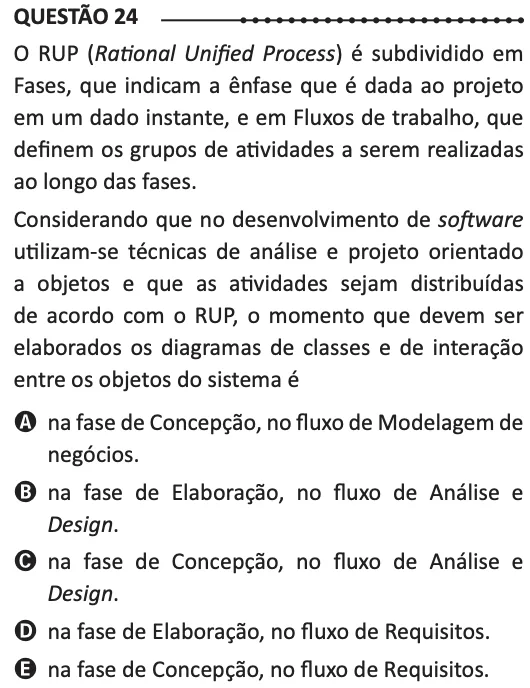 QUESTÃO 24
O RUP (Rational Unified Process) é subdividido em
Fases, que indicam a ênfase que é dada ao projeto
em um dado instante, e em Fluxos de trabalho, que
definem os grupos de atividades a serem realizadas
ao longo das fases.
Considerando que no desenvolvimento de software
utilizam-se técnicas de análise e projeto orientado
a objetos e que as atividades sejam distribuídas
de acordo com o RUP, o momento que devem ser
elaborados os diagramas de classes e de interação
entre os objetos do sistema é
A na fase de Concepção, no fluxo de Modelagem de
negócios.
B na fase de Elaboração, no fluxo de Análise e
Design.
C na fase de Concepção, no fluxo de Análise e
Design.
D na fase de Elaboração, no fluxo de Requisitos.
E na fase de Concepção, no fluxo de Requisitos.